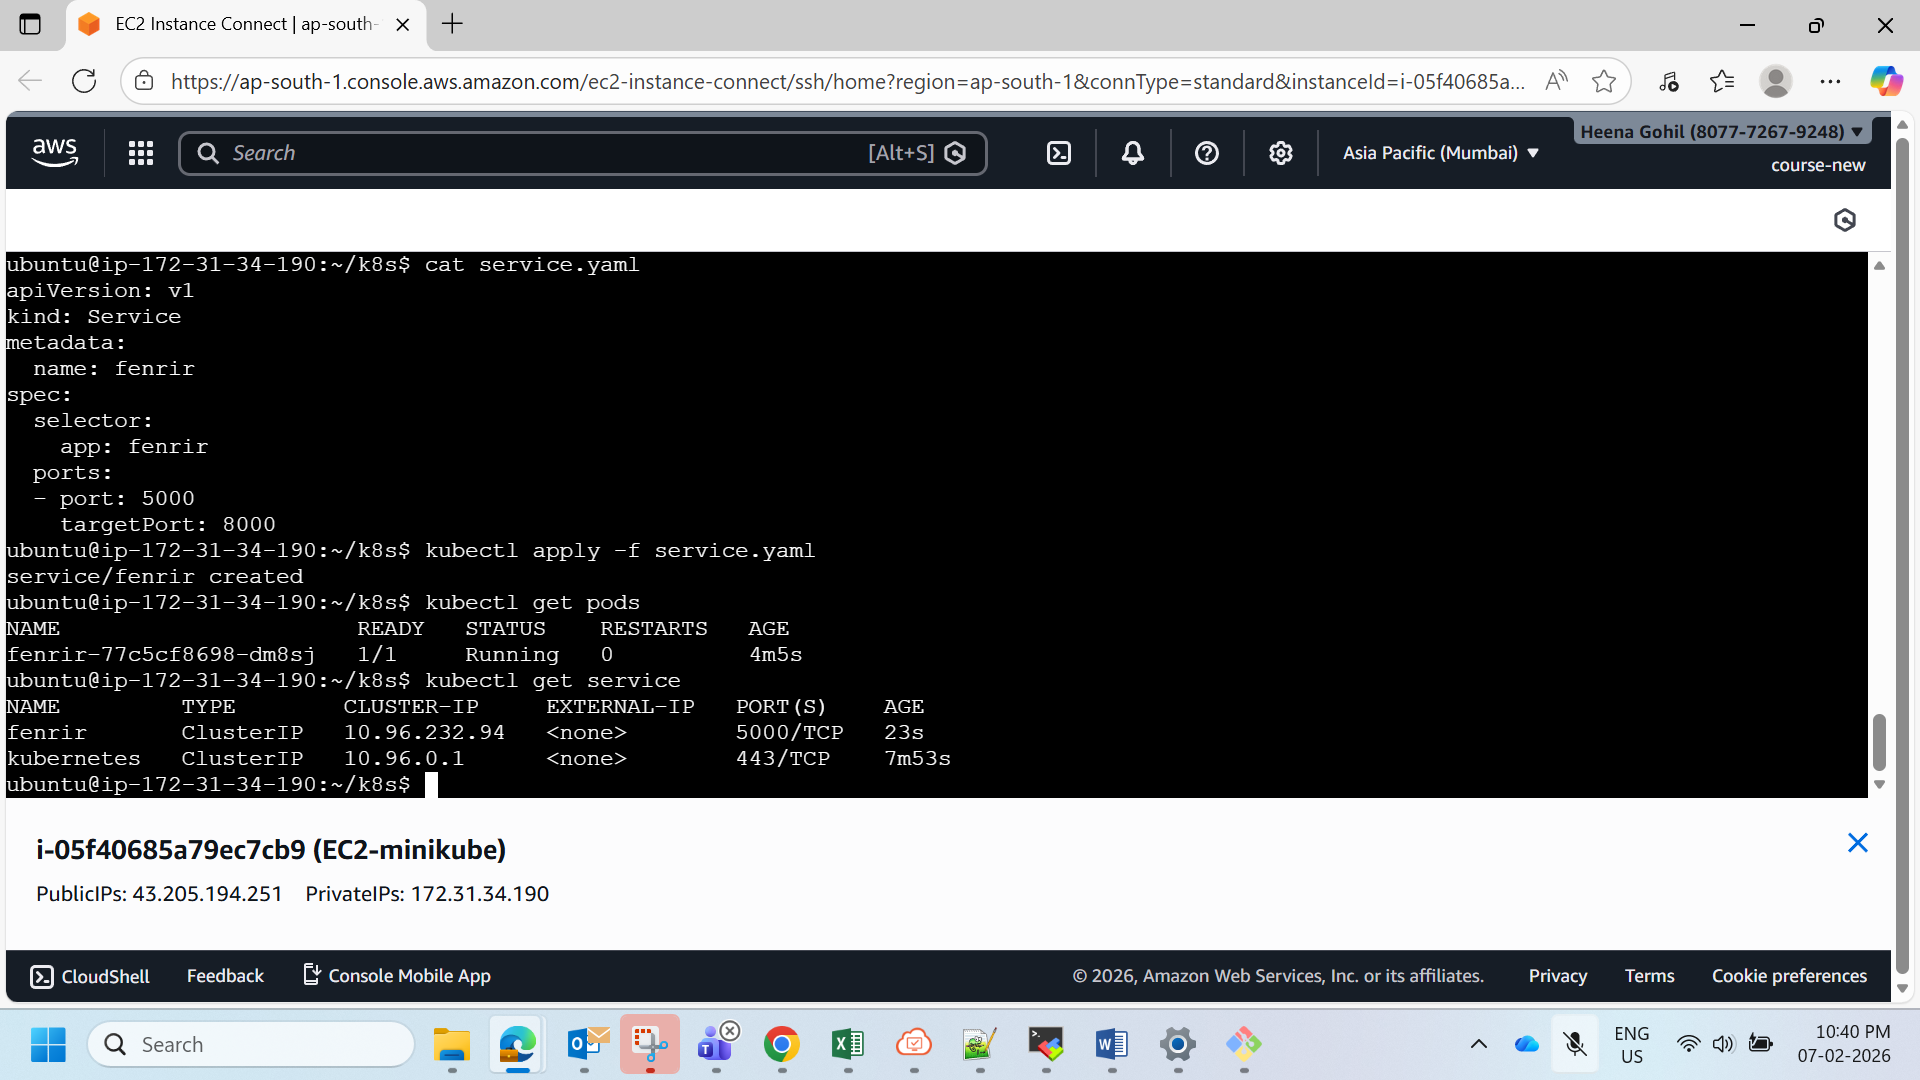 EC2 Instance Connect | ap-south-
https://ap-south-1.console.aws.amazon.com/ec2-instance-connect/ssh/home?region=ap-south-1&connType=standard&instanceId=i-05f40685a...
aws
Search
[Alt+S]
Asia Pacific (Mumbai)
Heena Gohil (8077-7267-9248)
course-new
ubuntu@ip-172-31-34-190:~/k8s$ cat service.yaml
apiVersion: v1
kind: Service
metadata:
  name: fenrir
spec:
  selector:
    app: fenrir
  ports:
  - port: 5000
    targetPort: 8000
ubuntu@ip-172-31-34-190:~/k8s$ kubectl apply -f service.yaml
service/fenrir created
ubuntu@ip-172-31-34-190:~/k8s$ kubectl get pods
NAME                      READY   STATUS    RESTARTS   AGE
fenrir-77c5cf8698-dm8sj   1/1     Running   0          4m5s
ubuntu@ip-172-31-34-190:~/k8s$ kubectl get service
NAME         TYPE        CLUSTER-IP     EXTERNAL-IP   PORT(S)    AGE
fenrir       ClusterIP   10.96.232.94   <none>        5000/TCP   23s
kubernetes   ClusterIP   10.96.0.1      <none>        443/TCP    7m53s
ubuntu@ip-172-31-34-190:~/k8s$
i-05f40685a79ec7cb9 (EC2-minikube)
PublicIPs: 43.205.194.251 PrivateIPs: 172.31.34.190
CloudShell Feedback Console Mobile App © 2026, Amazon Web Services, Inc. or its affiliates. Privacy Terms Cookie preferences
Search
ENG
US
10:40 PM
07-02-2026